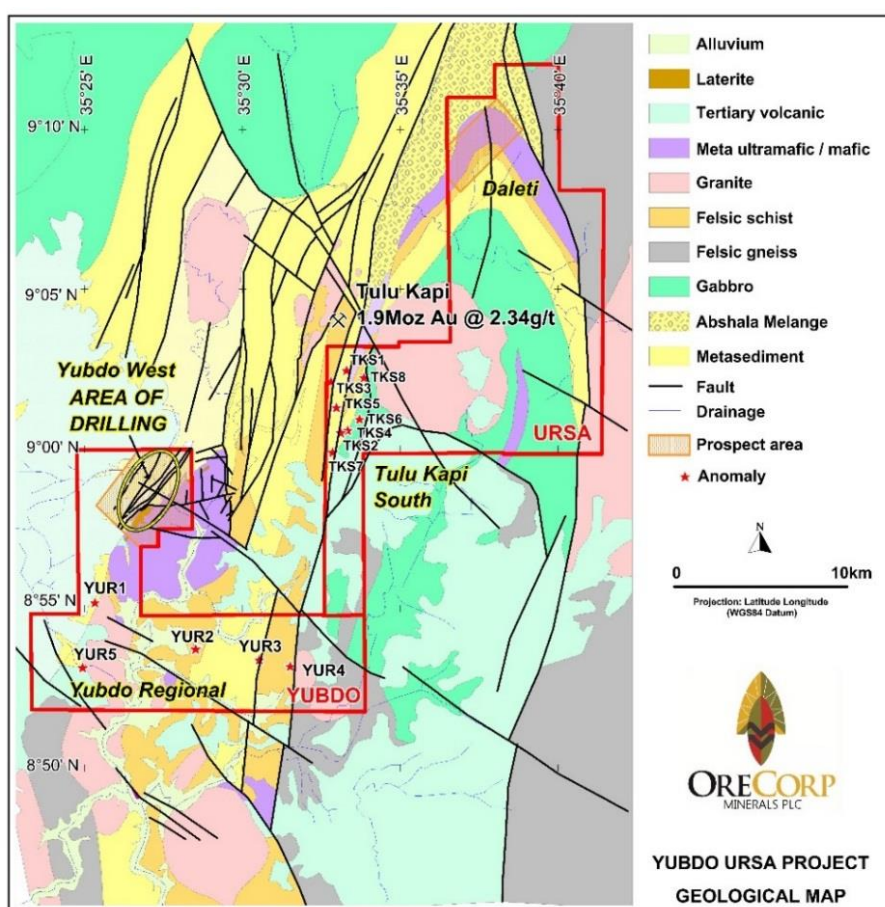 35°25' E
35°30' E
35°35' E
35°40' E
9°10' N
9°05' N
9°00' N
8°55' N
8°50' N
Daleti
Tulu Kapi
1.9Moz Au @ 2.34g/t
Yubdo West
AREA OF
DRILLING
TKS1
TKS8
TKS3
TKS5
TKS6
TKS4
TKS2
TKS7
URSA
Tulu Kapi
South
YUR1
YUR2
YUR3
YUR4
YUR5
Yubdo Regional
YUBDO
Alluvium
Laterite
Tertiary volcanic
Meta ultramafic / mafic
Granite
Felsic schist
Felsic gneiss
Gabbro
Abshala Melange
Metasediment
Fault
Drainage
Prospect area
Anomaly
N
0 10km
Projection: Latitude Longitude
(WGS84 Datum)
ORECORP
MINERALS PLC
YUBDO URSA PROJECT
GEOLOGICAL MAP